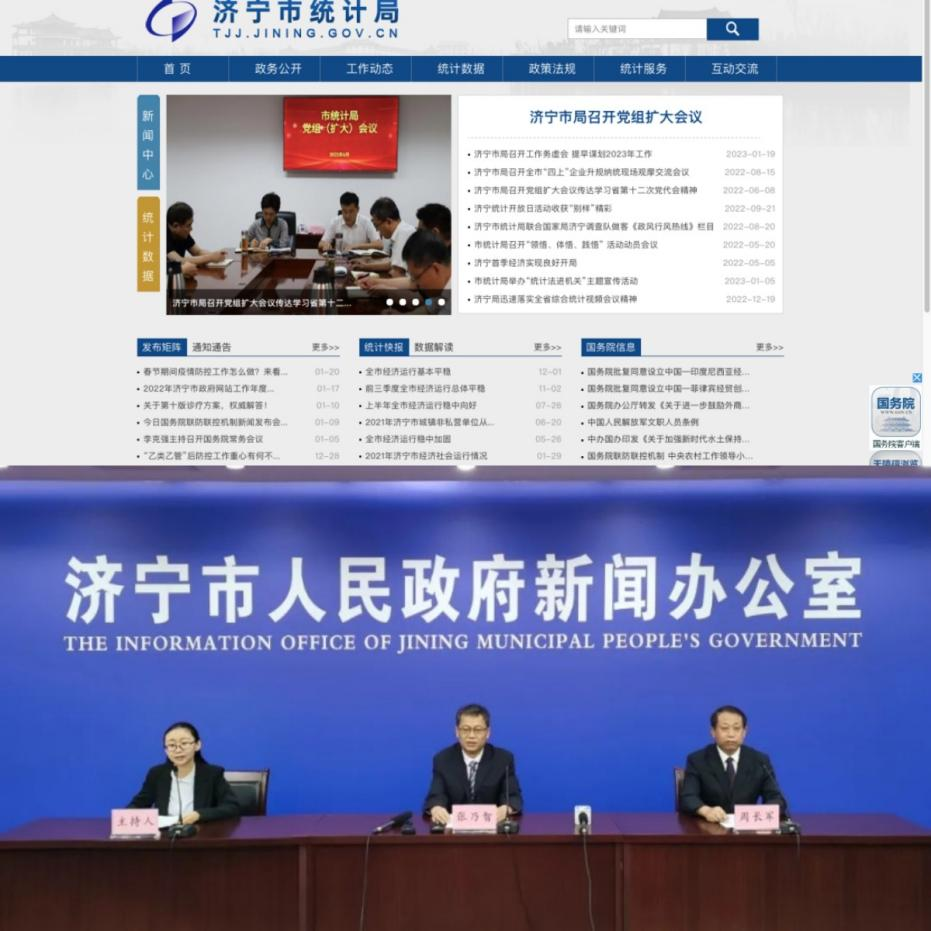 济宁市统计局
TJJ.JINING.GOV.CN
请输入关键词
首 页 政务公开 工作动态 统计数据 政策法规 统计服务 互动交流
新闻中心
统计数据
市统计局
党组(扩大)会议
济宁市局召开党组扩大会议传达学习省第十二...
济宁市局召开党组扩大会议
济宁市局召开工作务虚会 提早谋划2023年工作 2023-01-19
济宁市局召开全市“四上”企业升规纳统现场观摩交流会议 2022-08-15
济宁市局召开党组扩大会议传达学习省第十二次党代会精神 2022-06-08
济宁统计开放日活动收获“别样”精彩 2022-09-21
济宁市统计局联合国家局济宁调查队做客《政风行风热线》栏目 2022-08-20
市统计局召开“领悟、体悟、践悟”活动动员会议 2022-05-20
济宁首季经济实现良好开局 2022-05-05
市统计局举办“统计法进机关”主题宣传活动 2023-01-05
济宁局迅速落实全省综合统计视频会议精神 2022-12-19
发布矩阵 通知通告 更多>>
春节期间疫情防控工作怎么做？来看... 01-20
2022年济宁市政府网站工作年度... 01-17
关于第十版诊疗方案，权威解答！ 01-10
今日国务院联防联控机制新闻发布会... 01-09
李克强主持召开国务院常务会议 01-05
“乙类乙管”后防控工作重心有何不... 12-28
统计快报 数据解读 更多>>
全市经济运行基本平稳 12-01
前三季度全市经济运行总体平稳 11-02
上半年全市经济运行稳中向好 07-26
2021年济宁市城镇非私营单位从... 06-20
全市经济运行稳中加固 05-26
2021年济宁市经济社会运行情况 01-29
国务院信息 更多>>
国务院批复同意设立中国—印度尼西亚经...
国务院批复同意设立中国—菲律宾经贸创...
国务院办公厅转发《关于进一步鼓励外商...
中国人民解放军文职人员条例
中办国办印发《关于加强新时代水土保持...
国务院联防联控机制 中央农村工作领导小...
国务院
www.gov.cn
国务院客户端
无障碍浏览
济宁市人民政府新闻办公室
THE INFORMATION OFFICE OF JINING MUNICIPAL PEOPLE'S GOVERNMENT
主持人
张乃智
周长军